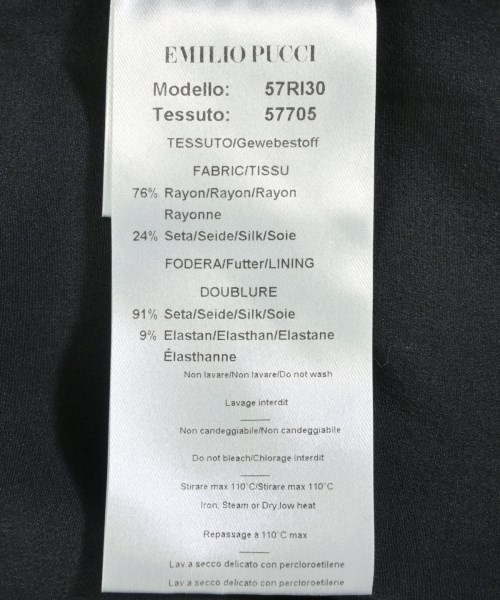 EMILIO PUCCI
Modello: 57RI30
Tessuto: 57705
TESSUTO/Gewebestoff
FABRIC/TISSU
76% Rayon/Rayon/Rayon
Rayonne
24% Seta/Seide/Silk/Soie
FODERA/Futter/LINING
DOUBLURE
91% Seta/Seide/Silk/Soie
9% Elastan/Elasthan/Elastane
Élasthanne
Non lavare/Non lavare/Do not wash
Lavage interdit
Non candeggiabile/Non candeggiabile
Do not bleach/Chlorage interdit
Stirare max 110°C/Stirare max 110°C
Iron, Steam or Dry,low heat
Repassage à 110°C max
Lav.a secco delicato con percloroetilene
Lav.a secco delicato con percloroetilene